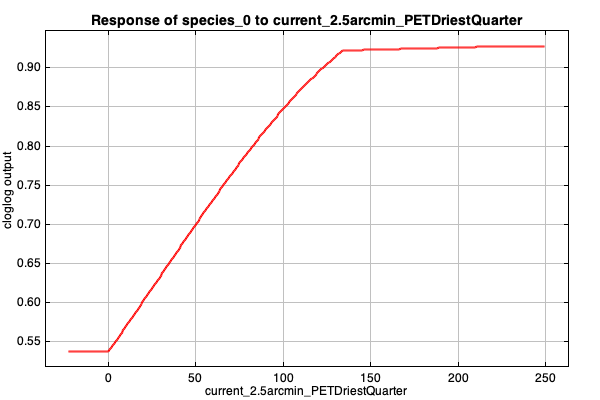 Response of species_0 to current_2.5arcmin_PETDriestQuarter
cloglog output
0.90
0.85
0.80
0.75
0.70
0.65
0.60
0.55
0 50 100 150 200 250
current_2.5arcmin_PETDriestQuarter